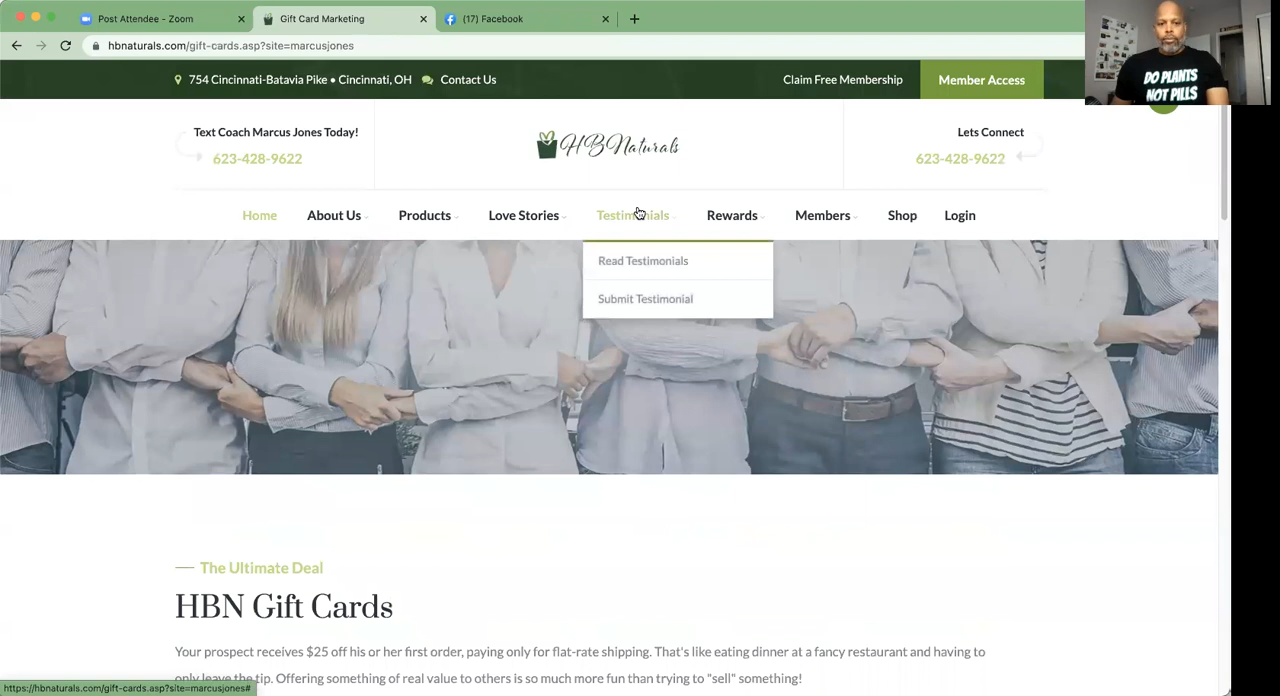 Post Attendee - Zoom
Gift Card Marketing
(17) Facebook
hbnaturals.com/gift-cards.asp?site=marcusjones
DO PLANTS
NOT PILLS
754 Cincinnati-Batavia Pike • Cincinnati, OH
Contact Us
Claim Free Membership
Member Access
Text Coach Marcus Jones Today!
623-428-9622
HBNaturals
Lets Connect
623-428-9622
Home
About Us
Products
Love Stories
Testimonials
Rewards
Members
Shop
Login
Read Testimonials
Submit Testimonial
The Ultimate Deal
HBN Gift Cards
Your prospect receives $25 off his or her first order, paying only for flat-rate shipping. That's like eating dinner at a fancy restaurant and having to
only leave the tip. Offering something of real value to others is so much more fun than trying to "sell" something!
https://hbnaturals.com/gift-cards.asp?site=marcusjones#